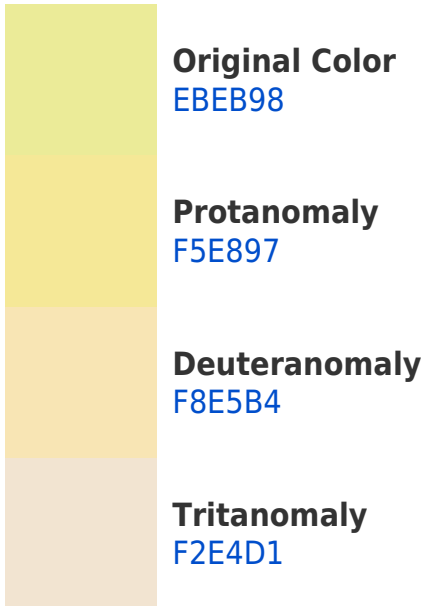 Original Color
EBEB98
Protanomaly
F5E897
Deuteranomaly
F8E5B4
Tritanomaly
F2E4D1